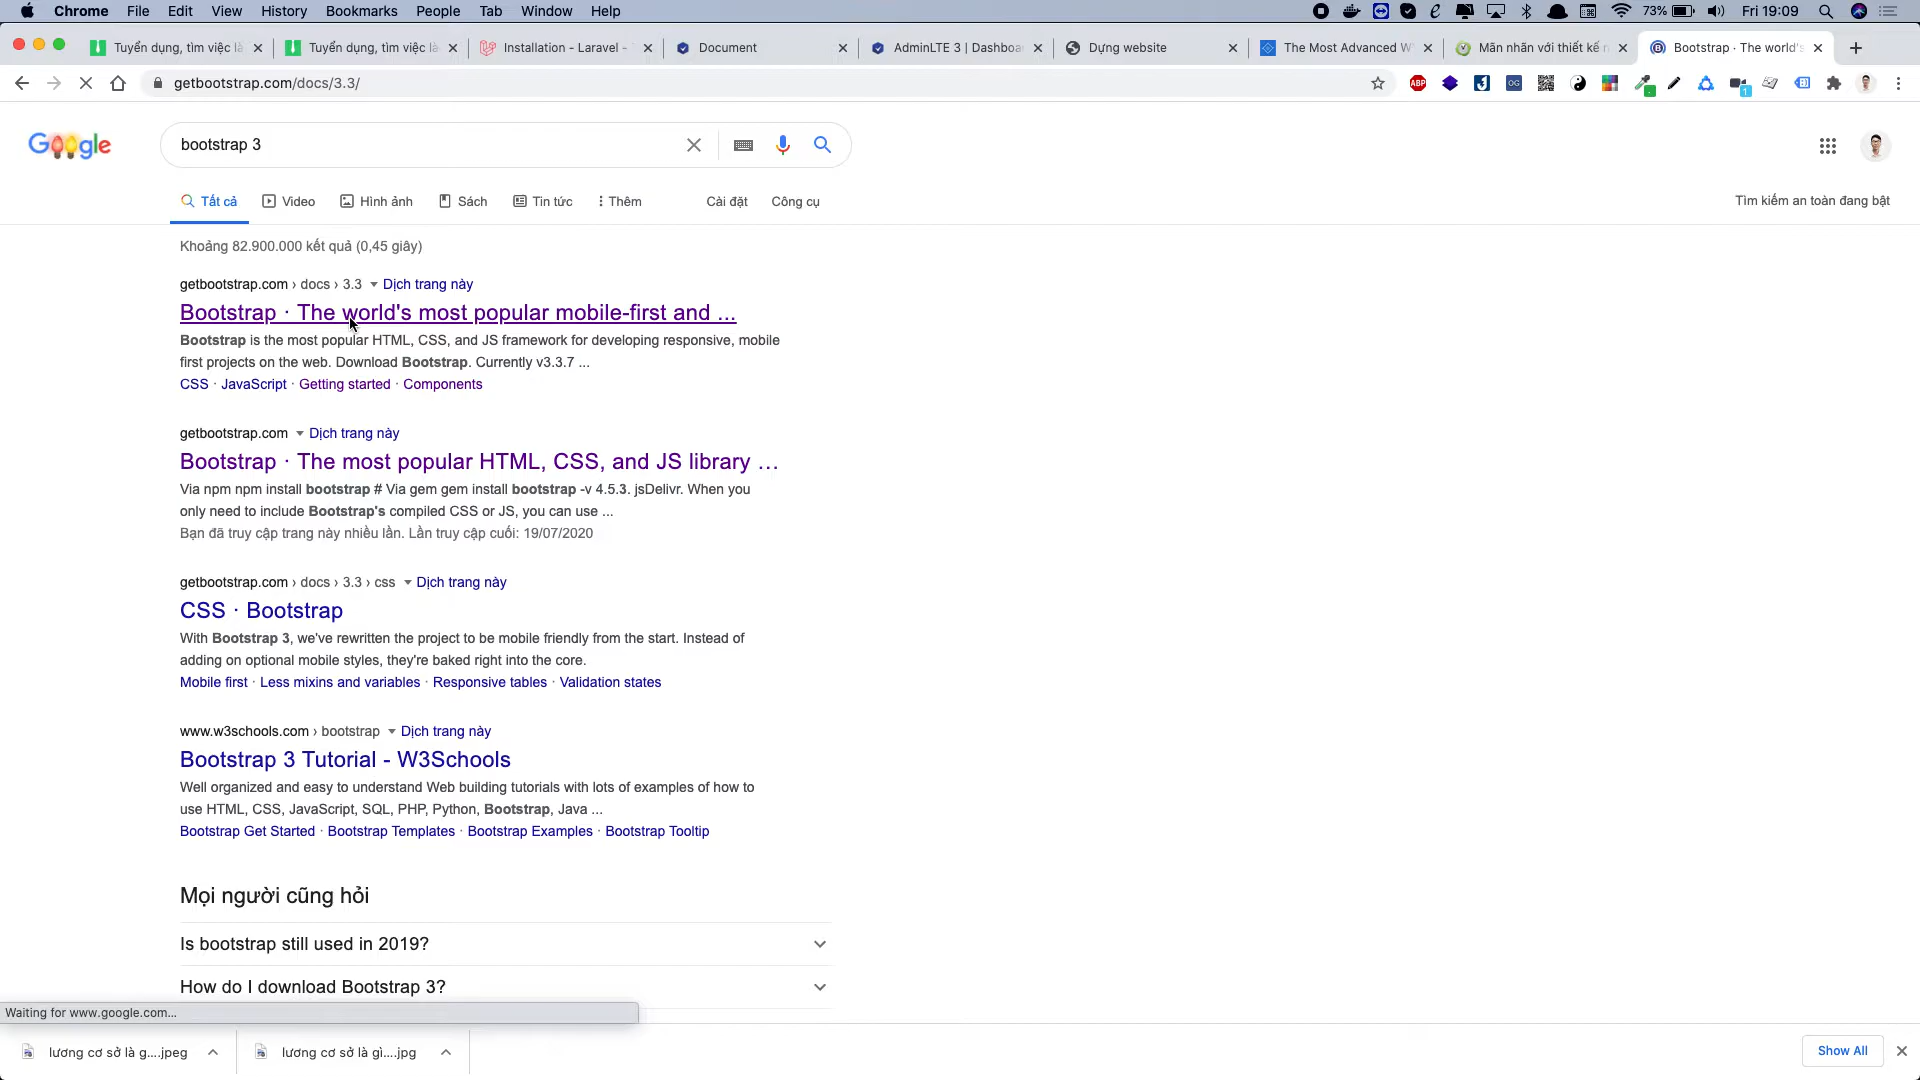 Chrome File Edit View History Bookmarks People Tab Window Help 73% Fri 19:09
Tuyển dụng, tìm việc là Tuyển dụng, tìm việc là Installation - Laravel - Document AdminLTE 3 | Dashboa Dựng website The Most Advanced W Mãn nhãn với thiết kế n Bootstrap · The world's
getbootstrap.com/docs/3.3/ ABP OG 1
Google bootstrap 3
Tất cả Video Hình ảnh Sách Tin tức Thêm Cài đặt Công cụ Tìm kiếm an toàn đang bật
Khoảng 82.900.000 kết quả (0,45 giây)
getbootstrap.com › docs › 3.3 Dịch trang này
Bootstrap · The world's most popular mobile-first and ...
Bootstrap is the most popular HTML, CSS, and JS framework for developing responsive, mobile
first projects on the web. Download Bootstrap. Currently v3.3.7 ...
CSS · JavaScript · Getting started · Components
getbootstrap.com Dịch trang này
Bootstrap · The most popular HTML, CSS, and JS library ...
Via npm npm install bootstrap # Via gem gem install bootstrap -v 4.5.3. jsDelivr. When you
only need to include Bootstrap's compiled CSS or JS, you can use ...
Bạn đã truy cập trang này nhiều lần. Lần truy cập cuối: 19/07/2020
getbootstrap.com › docs › 3.3 › css Dịch trang này
CSS · Bootstrap
With Bootstrap 3, we've rewritten the project to be mobile friendly from the start. Instead of
adding on optional mobile styles, they're baked right into the core.
Mobile first · Less mixins and variables · Responsive tables · Validation states
www.w3schools.com › bootstrap Dịch trang này
Bootstrap 3 Tutorial - W3Schools
Well organized and easy to understand Web building tutorials with lots of examples of how to
use HTML, CSS, JavaScript, SQL, PHP, Python, Bootstrap, Java ...
Bootstrap Get Started · Bootstrap Templates · Bootstrap Examples · Bootstrap Tooltip
Mọi người cũng hỏi
Is bootstrap still used in 2019?
How do I download Bootstrap 3?
Waiting for www.google.com...
lương cơ sở là g....jpeg lương cơ sở là gì....jpg Show All